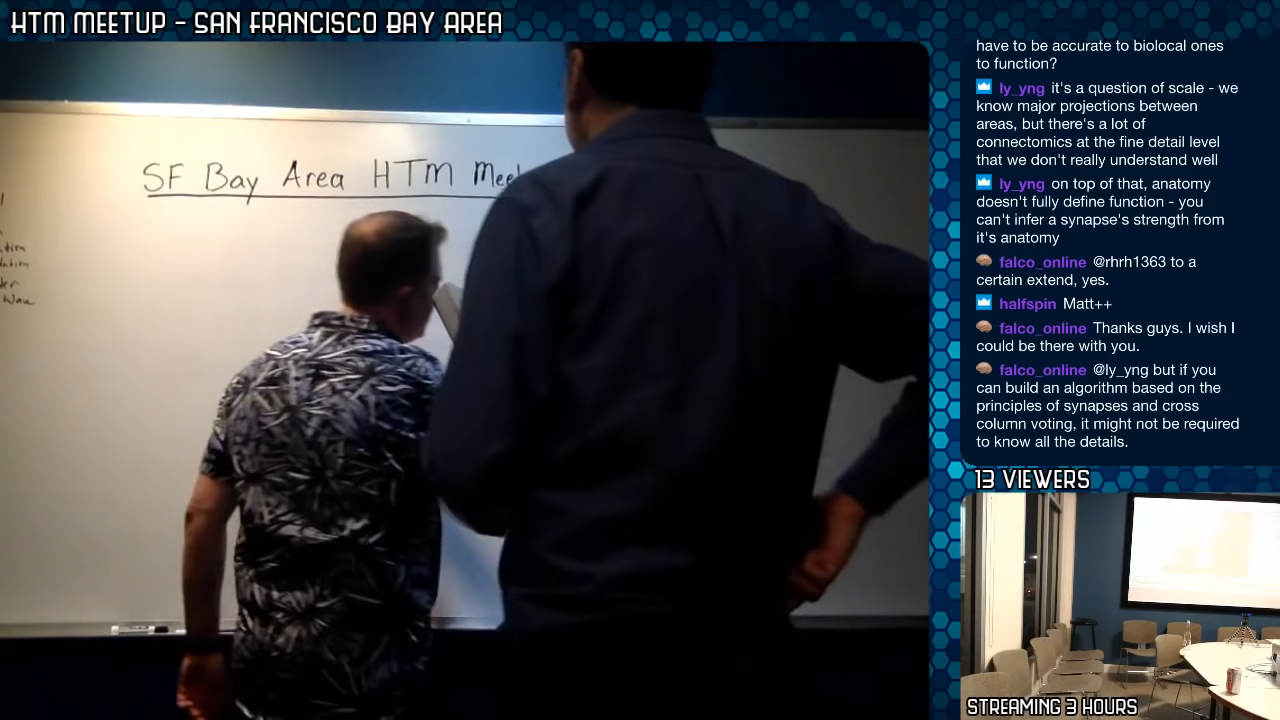 HTM MEETUP - SAN FRANCISCO BAY AREA
SF Bay Area HTM Mee
have to be accurate to biolocal ones
to function?
ly_yng it's a question of scale - we
know major projections between
areas, but there's a lot of
connectomics at the fine detail level
that we don't really understand well
ly_yng on top of that, anatomy
doesn't fully define function - you
can't infer a synapse's strength from
it's anatomy
falco_online @rhrh1363 to a
certain extend, yes.
halfspin Matt++
falco_online Thanks guys. I wish I
could be there with you.
falco_online @ly_yng but if you
can build an algorithm based on the
principles of synapses and cross
column voting, it might not be required
to know all the details.
13 VIEWERS
STREAMING 3 HOURS